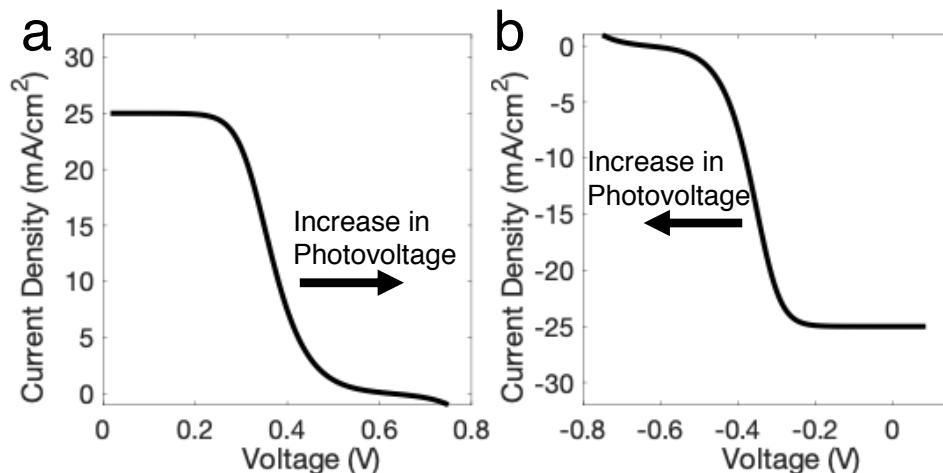 a
30
25
20
15
10
5
0
Current Density (mA/cm²)
Increase in
Photovoltage
0
0.2
0.4
0.6
0.8
Voltage (V)
b
0
-5
-10
-15
-20
-25
-30
Current Density (mA/cm²)
Increase in
Photovoltage
-0.8
-0.6
-0.4
-0.2
0
Voltage (V)